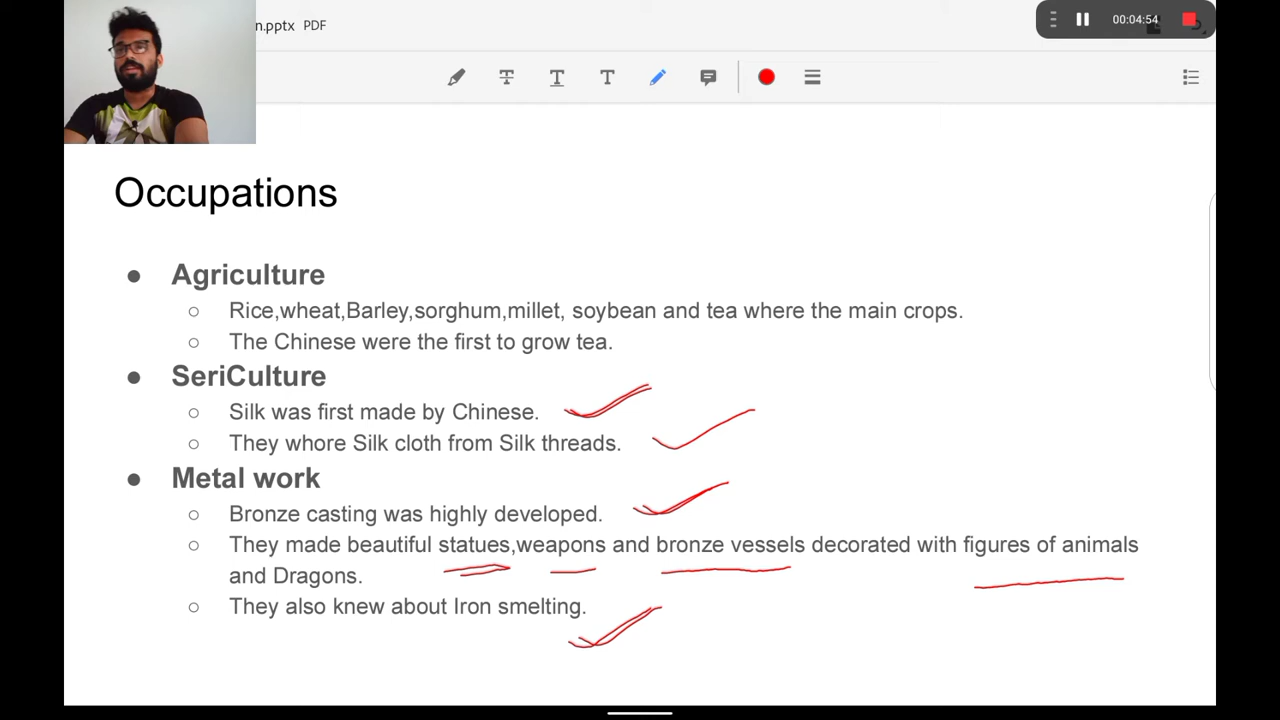 n.pptx PDF
00:04:54
T T T
Occupations
● Agriculture
○ Rice,wheat,Barley,sorghum,millet, soybean and tea where the main crops.
○ The Chinese were the first to grow tea.
● SeriCulture
○ Silk was first made by Chinese.
○ They whore Silk cloth from Silk threads.
● Metal work
○ Bronze casting was highly developed.
○ They made beautiful statues,weapons and bronze vessels decorated with figures of animals
and Dragons.
○ They also knew about Iron smelting.